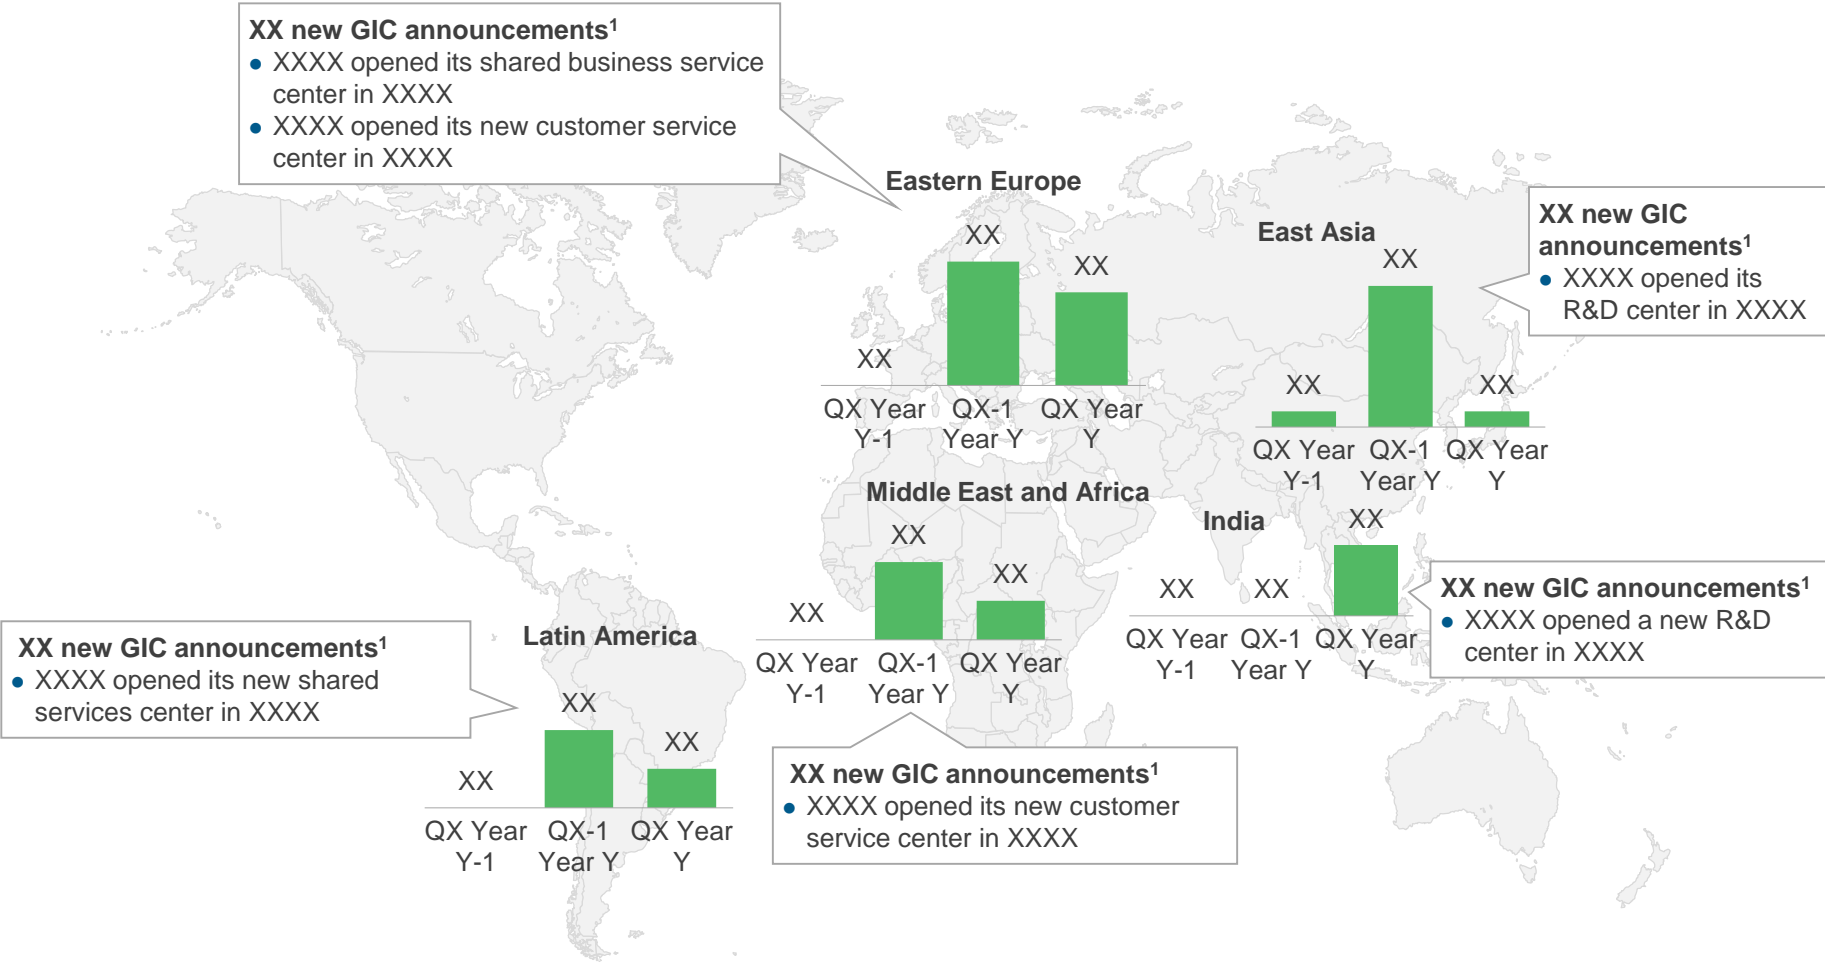 XX new GIC announcements¹
● XXXX opened its shared business service
center in XXXX
● XXXX opened its new customer service
center in XXXX
Eastern Europe
XX
XX
XX
QX Year
Y-1
QX-1
Year Y
QX Year
Y
East Asia
XX
XX
XX
QX Year
Y-1
QX-1
Year Y
QX Year
Y
XX new GIC
announcements¹
● XXXX opened its
R&D center in XXXX
Middle East and Africa
XX
XX
XX
QX Year
Y-1
QX-1
Year Y
QX Year
Y
India
XX
XX
XX
QX Year
Y-1
QX-1
Year Y
QX Year
Y
XX new GIC announcements¹
● XXXX opened a new R&D
center in XXXX
XX new GIC announcements¹
● XXXX opened its new shared
services center in XXXX
Latin America
XX
XX
XX
QX Year
Y-1
QX-1
Year Y
QX Year
Y
XX new GIC announcements¹
● XXXX opened its new customer
service center in XXXX